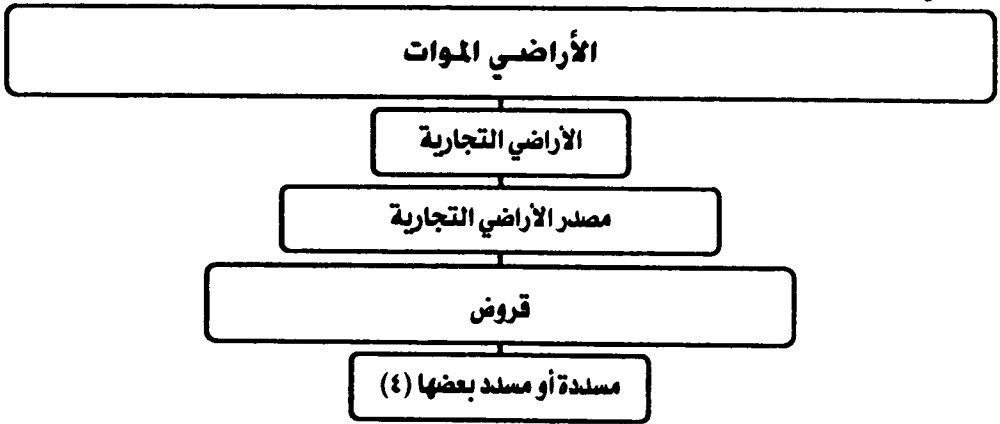 الأراضي الموات
الأراضي التجارية
مصدر الأراضي التجارية
قروض
مسددة أو مسدد بعضها (٤)